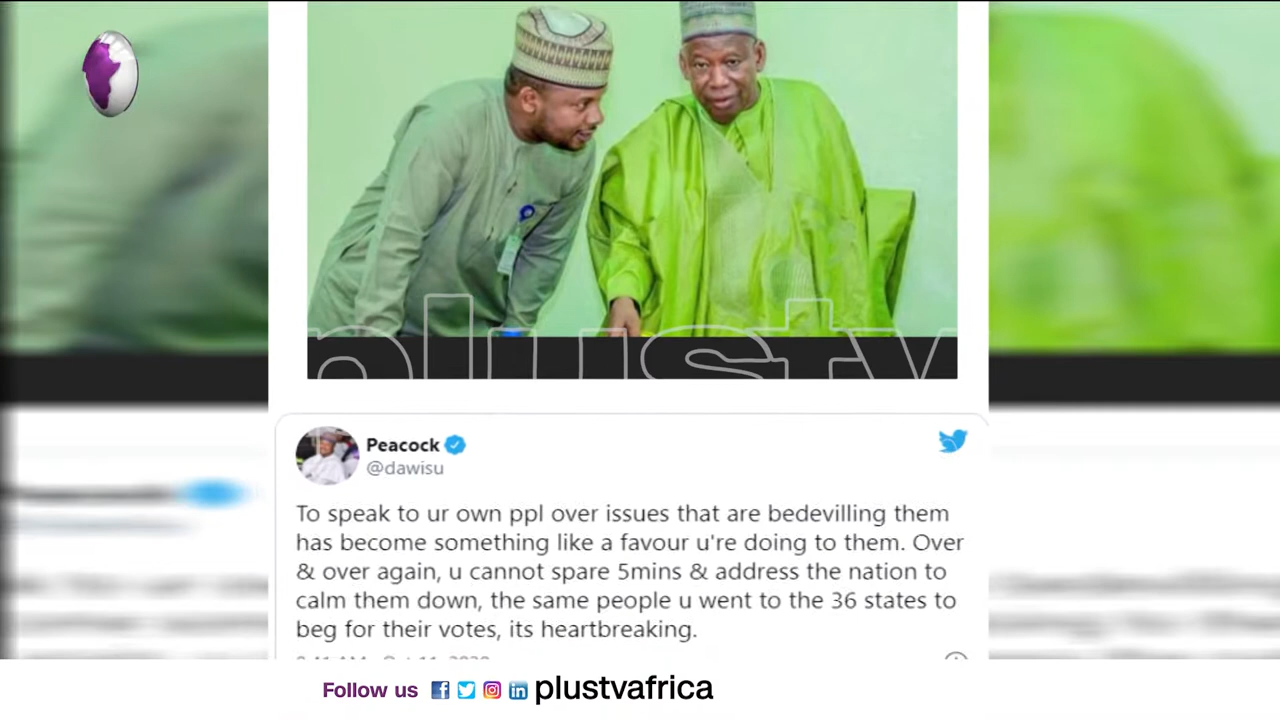 plustv
Peacock
@dawisu
To speak to ur own ppl over issues that are bedevilling them
has become something like a favour u're doing to them. Over
& over again, u cannot spare 5mins & address the nation to
calm them down, the same people u went to the 36 states to
beg for their votes, its heartbreaking.
Follow us plustvafrica